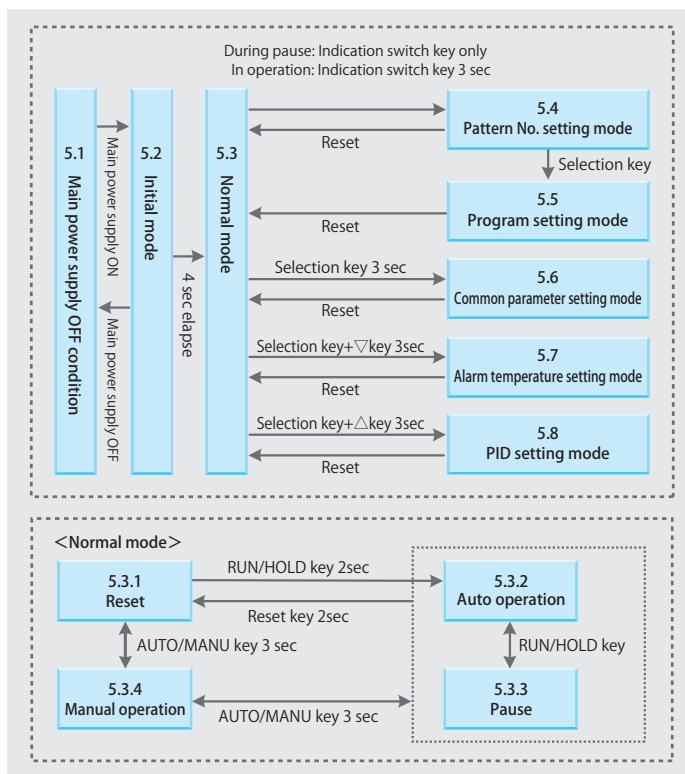 During pause: Indication switch key only
In operation: Indication switch key 3 sec
5.1
Main power supply OFF condition
Main power supply ON
Main power supply OFF
5.2
Initial mode
4 sec elapse
5.3
Normal mode
Reset
5.4
Pattern No. setting mode
Selection key
5.5
Program setting mode
Reset
Selection key 3 sec
Reset
5.6
Common parameter setting mode
Selection key+▽key 3sec
Reset
5.7
Alarm temperature setting mode
Selection key+△key 3sec
Reset
5.8
PID setting mode
<Normal mode>
5.3.1
Reset
RUN/HOLD key 2sec
Reset key 2sec
5.3.2
Auto operation
AUTO/MANU key 3 sec
RUN/HOLD key
5.3.4
Manual operation
AUTO/MANU key 3 sec
5.3.3
Pause